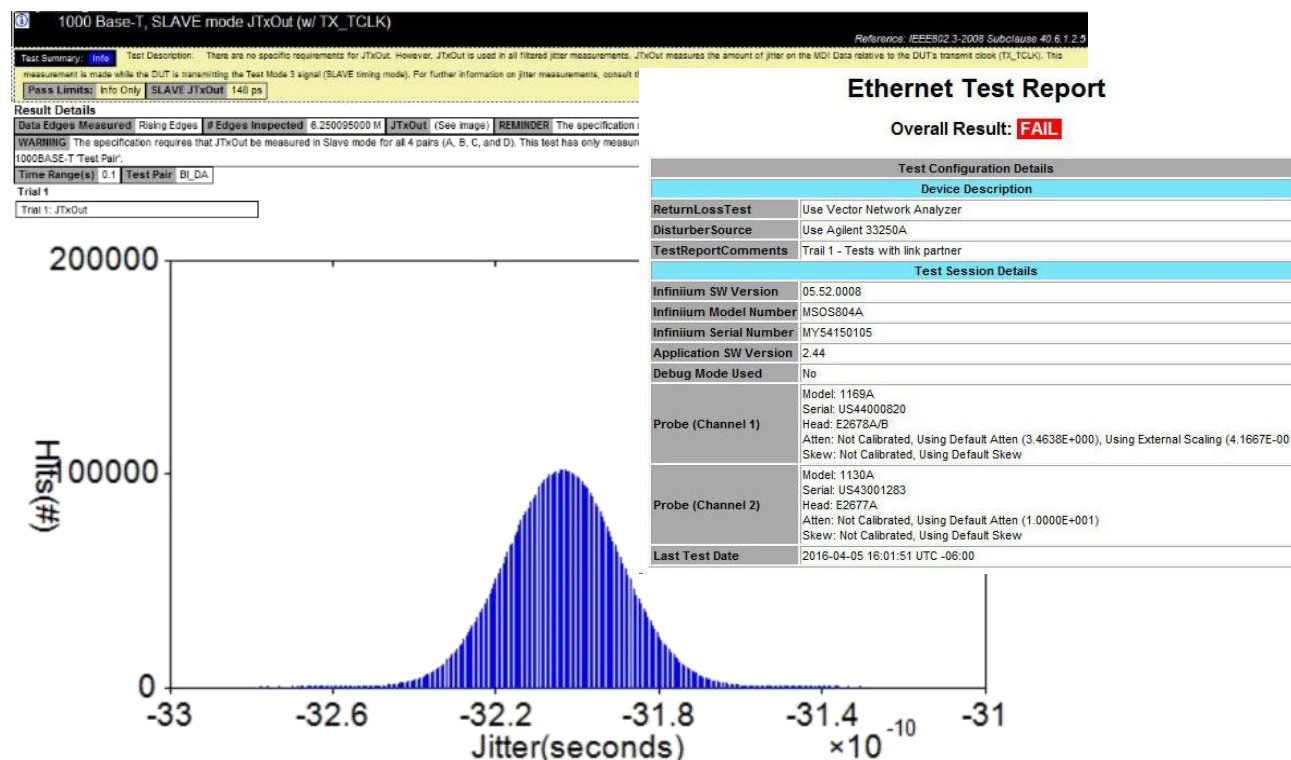 1000 Base-T, SLAVE mode JTxOut (w/ TX_TCLK)
Reference: IEEE802.3-2008 Subclause 40.6.1.2.5
Test Summary: Info Test Description: There are no specific requirements for JTxOut. However, JTxOut is used in all filtered jitter measurements. JTxOut measures the amount of jitter on the MDI Data relative to the DUT's transmit clock (TX_TCLK). This
measurement is made while the DUT is transmitting the Test Mode 3 signal (SLAVE timing mode). For further information on jitter measurements, consult
Pass Limits: Info Only SLAVE JTxOut 148 ps
Result Details
Data Edges Measured Rising Edges # Edges Inspected 6.250095000 M JTxOut (See image) REMINDER The specification
WARNING The specification requires that JTxOut be measured in Slave mode for all 4 pairs (A, B, C, and D). This test has only
1000BASE-T 'Test Pair'.
Time Range(s) 0.1 Test Pair BI_DA
Trial 1
Trial 1: JTxOut
200000
100000
0
Hits(#)
-33 -32.6 -32.2 -31.8 -31.4 -31
Jitter(seconds) ×10 -10
Ethernet Test Report
Overall Result: FAIL
Test Configuration Details
Device Description
ReturnLossTest Use Vector Network Analyzer
DisturberSource Use Agilent 33250A
TestReportComments Trail 1 - Tests with link partner
Test Session Details
Infiniium SW Version 05.52.0008
Infiniium Model Number MSOS804A
Infiniium Serial Number MY54150105
Application SW Version 2.44
Debug Mode Used No
Probe (Channel 1) Model: 1169A
Serial: US44000820
Head: E2678A/B
Atten: Not Calibrated, Using Default Atten (3.4638E+000), Using External Scaling (4.1667E-00
Skew: Not Calibrated, Using Default Skew
Probe (Channel 2) Model: 1130A
Serial: US43001283
Head: E2677A
Atten: Not Calibrated, Using Default Atten (1.0000E+001)
Skew: Not Calibrated, Using Default Skew
Last Test Date 2016-04-05 16:01:51 UTC -06:00